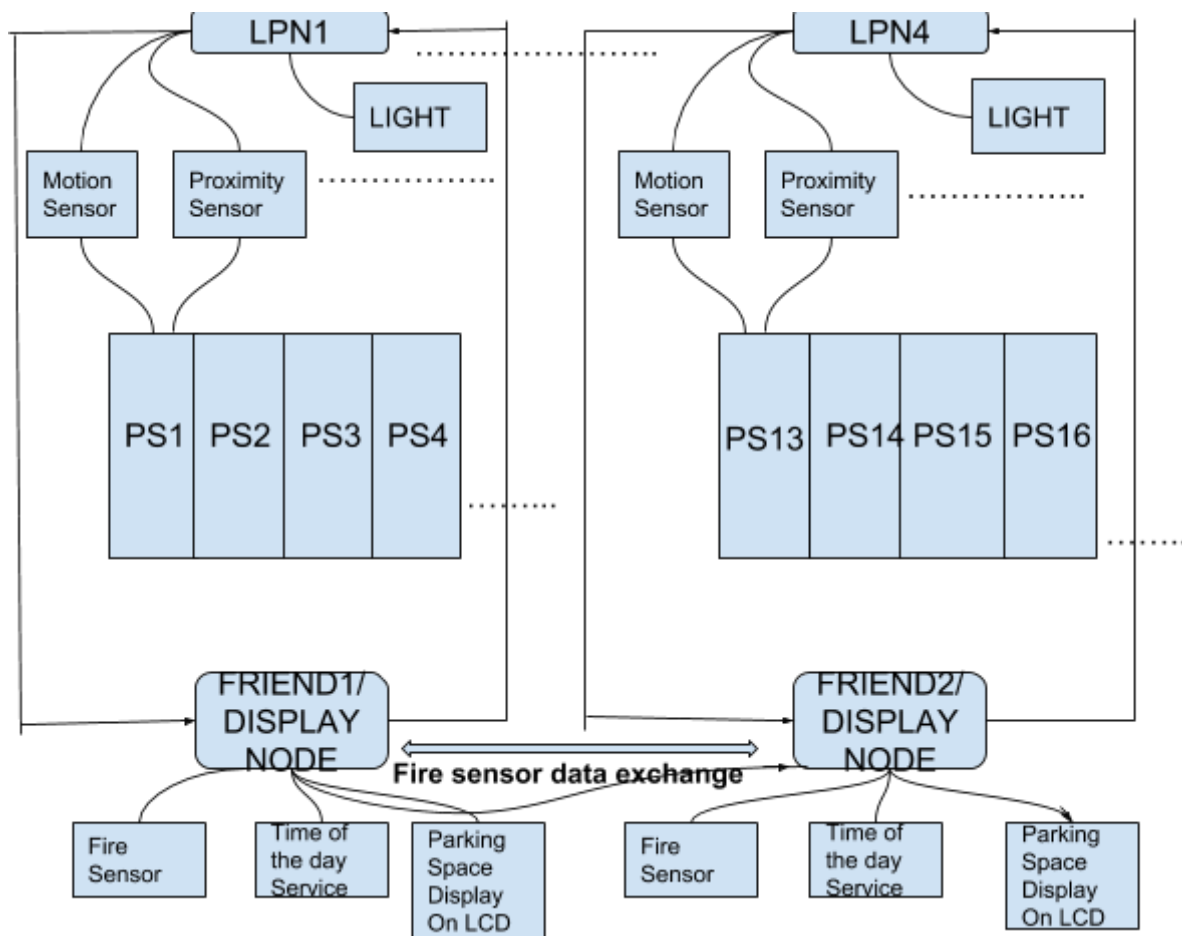 LPN1
LPN4
LIGHT
LIGHT
Motion
Sensor
Proximity
Sensor
Motion
Sensor
Proximity
Sensor
PS1
PS2
PS3
PS4
PS13
PS14
PS15
PS16
FRIEND1/
DISPLAY
NODE
FRIEND2/
DISPLAY
NODE
Fire sensor data exchange
Fire
Sensor
Time of
the day
Service
Parking
Space
Display
On LCD
Fire
Sensor
Time of
the day
Service
Parking
Space
Display
On LCD